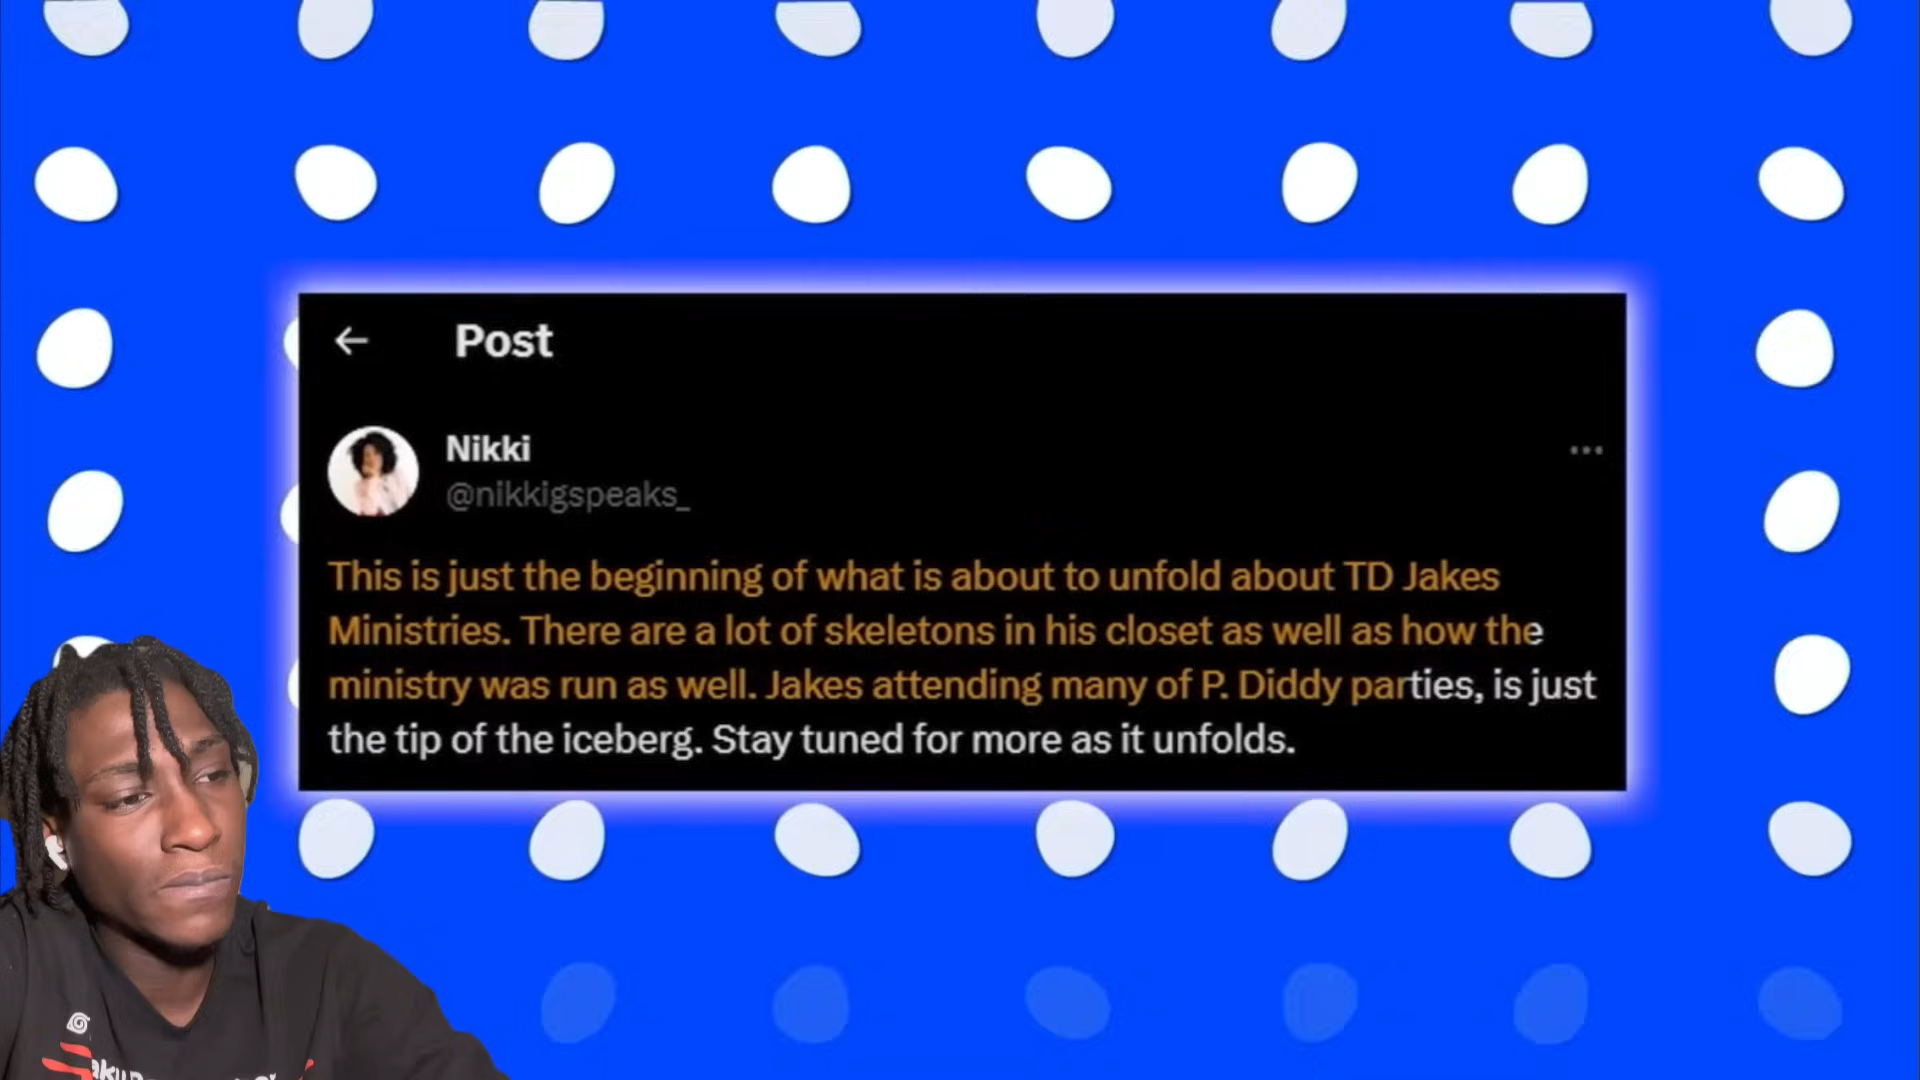 Post
Nikki
@nikkigspeaks_
This is just the beginning of what is about to unfold about TD Jakes
Ministries. There are a lot of skeletons in his closet as well as how the
ministry was run as well. Jakes attending many of P. Diddy parties, is just
the tip of the iceberg. Stay tuned for more as it unfolds.